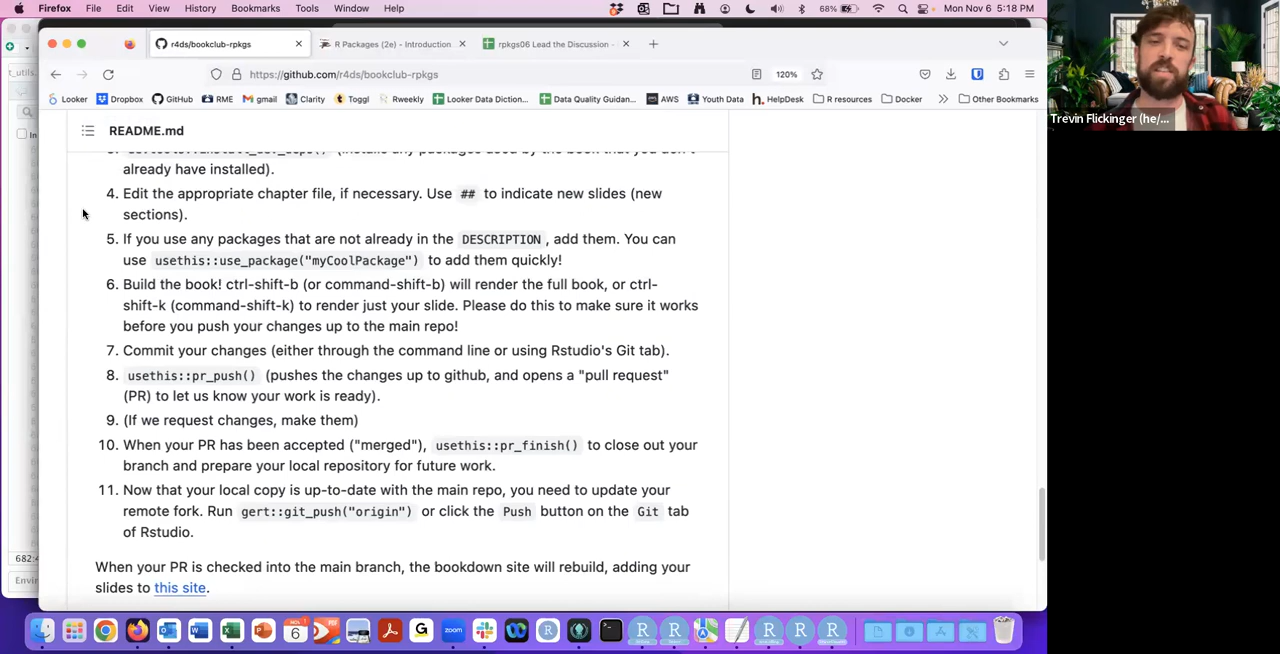 Firefox File Edit View History Bookmarks Tools Window Help 68% Mon Nov 6 5:18 PM
r4ds/bookclub-rpkgs R Packages (2e) - Introduction rpkgs06 Lead the Discussion -
https://github.com/r4ds/bookclub-rpkgs 120%
Looker Dropbox GitHub RME gmail Clarity Toggl Rweekly Looker Data Diction... Data Quality Guidan... AWS Youth Data HelpDesk R resources Docker Other Bookmarks
README.md
already have installed).
4. Edit the appropriate chapter file, if necessary. Use ## to indicate new slides (new
sections).
5. If you use any packages that are not already in the DESCRIPTION, add them. You can
use usethis::use_package("myCoolPackage") to add them quickly!
6. Build the book! ctrl-shift-b (or command-shift-b) will render the full book, or ctrl-
shift-k (command-shift-k) to render just your slide. Please do this to make sure it works
before you push your changes up to the main repo!
7. Commit your changes (either through the command line or using Rstudio's Git tab).
8. usethis::pr_push() (pushes the changes up to github, and opens a "pull request"
(PR) to let us know your work is ready).
9. (If we request changes, make them)
10. When your PR has been accepted ("merged"), usethis::pr_finish() to close out your
branch and prepare your local repository for future work.
11. Now that your local copy is up-to-date with the main repo, you need to update your
remote fork. Run gert::git_push("origin") or click the Push button on the Git tab
of Rstudio.
When your PR is checked into the main branch, the bookdown site will rebuild, adding your
slides to this site.
Trevin Flickinger (he/...
t_utils.
In
682:
Envir
NOV
6
zoom